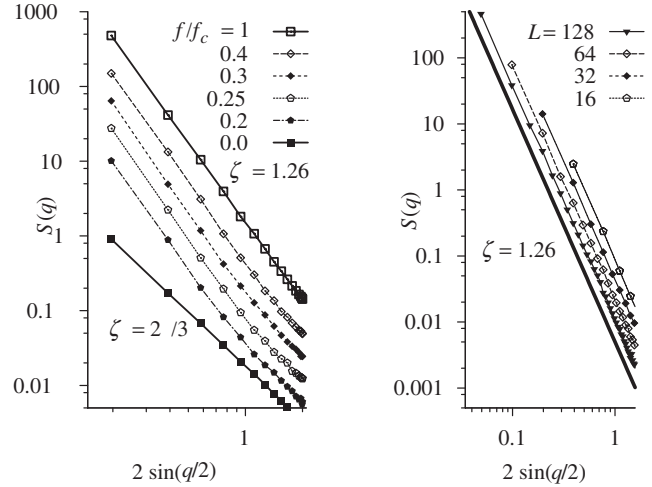 1000
100
10
1
0.1
0.01
S(q)
f/f_c = 1
0.4
0.3
0.25
0.2
0.0
ζ = 1.26
ζ = 2 /3
1
2 sin(q/2)
100
10
1
0.1
0.01
0.001
S(q)
L= 128
64
32
16
ζ = 1.26
0.1
1
2 sin(q/2)